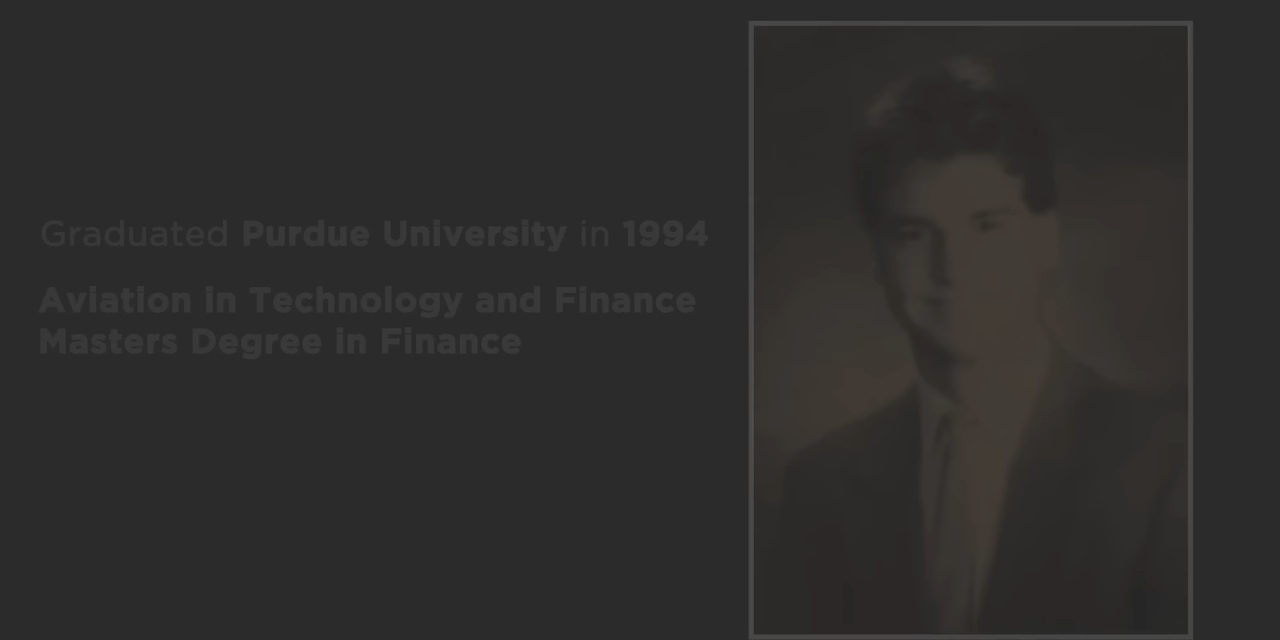 Graduated Purdue University in 1994
Aviation in Technology and Finance
Masters Degree in Finance